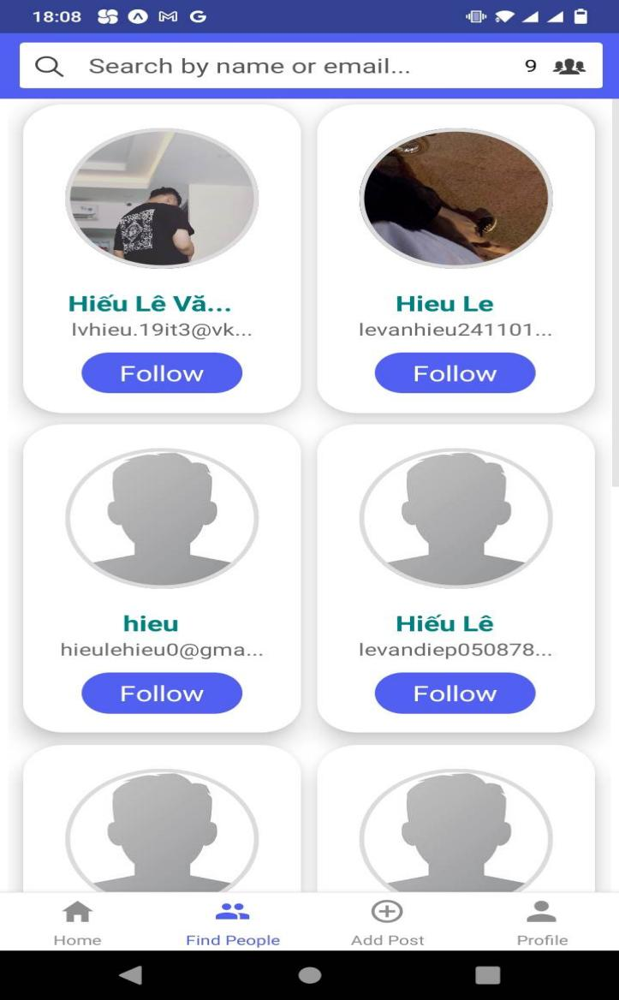 18:08
Search by name or email... 9
Hiếu Lê Vă...
lvhieu.19it3@vk...
Follow
Hieu Le
levanhieu241101...
Follow
hieu
hieulehieu0@gma...
Follow
Hiếu Lê
levandiep050878...
Follow
Home
Find People
Add Post
Profile